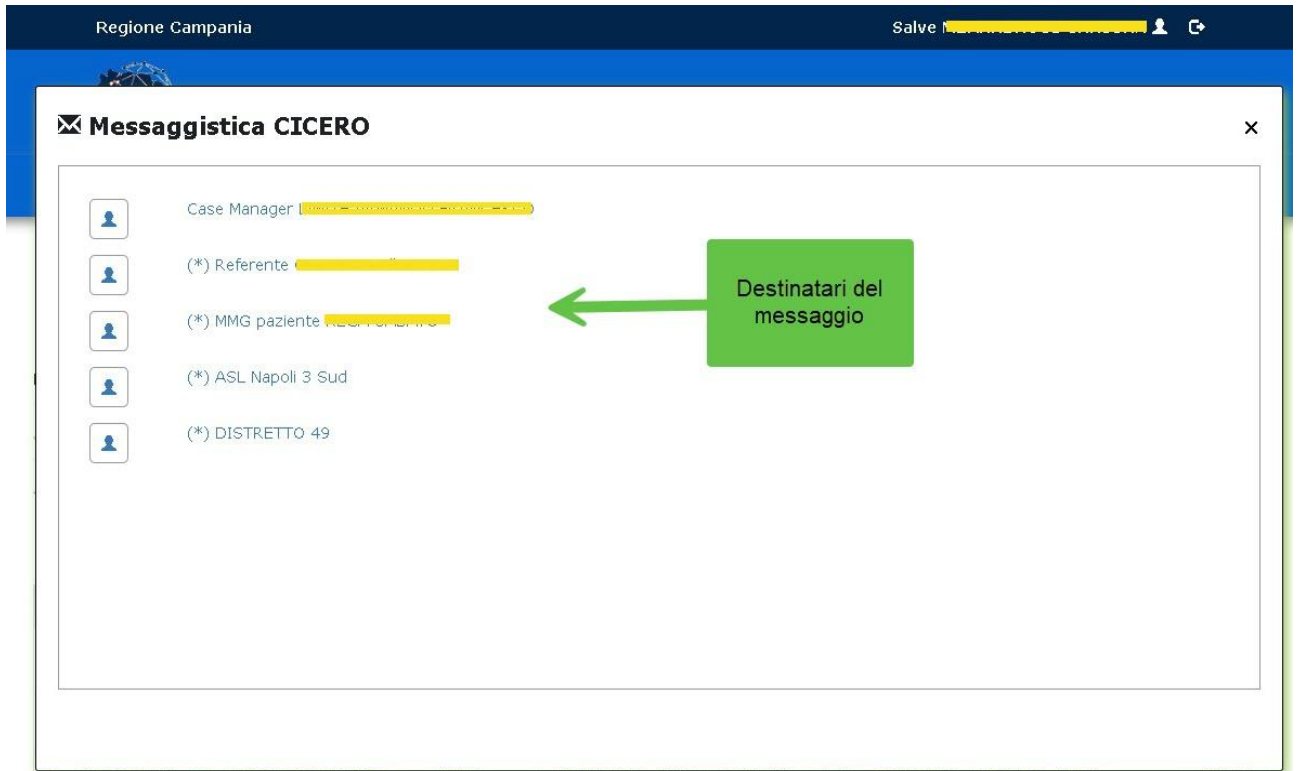 Regione Campania
Salve
Messaggistica CICERO
×
Case Manager
(*) Referente
(*) MMG paziente
(*) ASL Napoli 3 Sud
(*) DISTRETTO 49
Destinatari del
messaggio